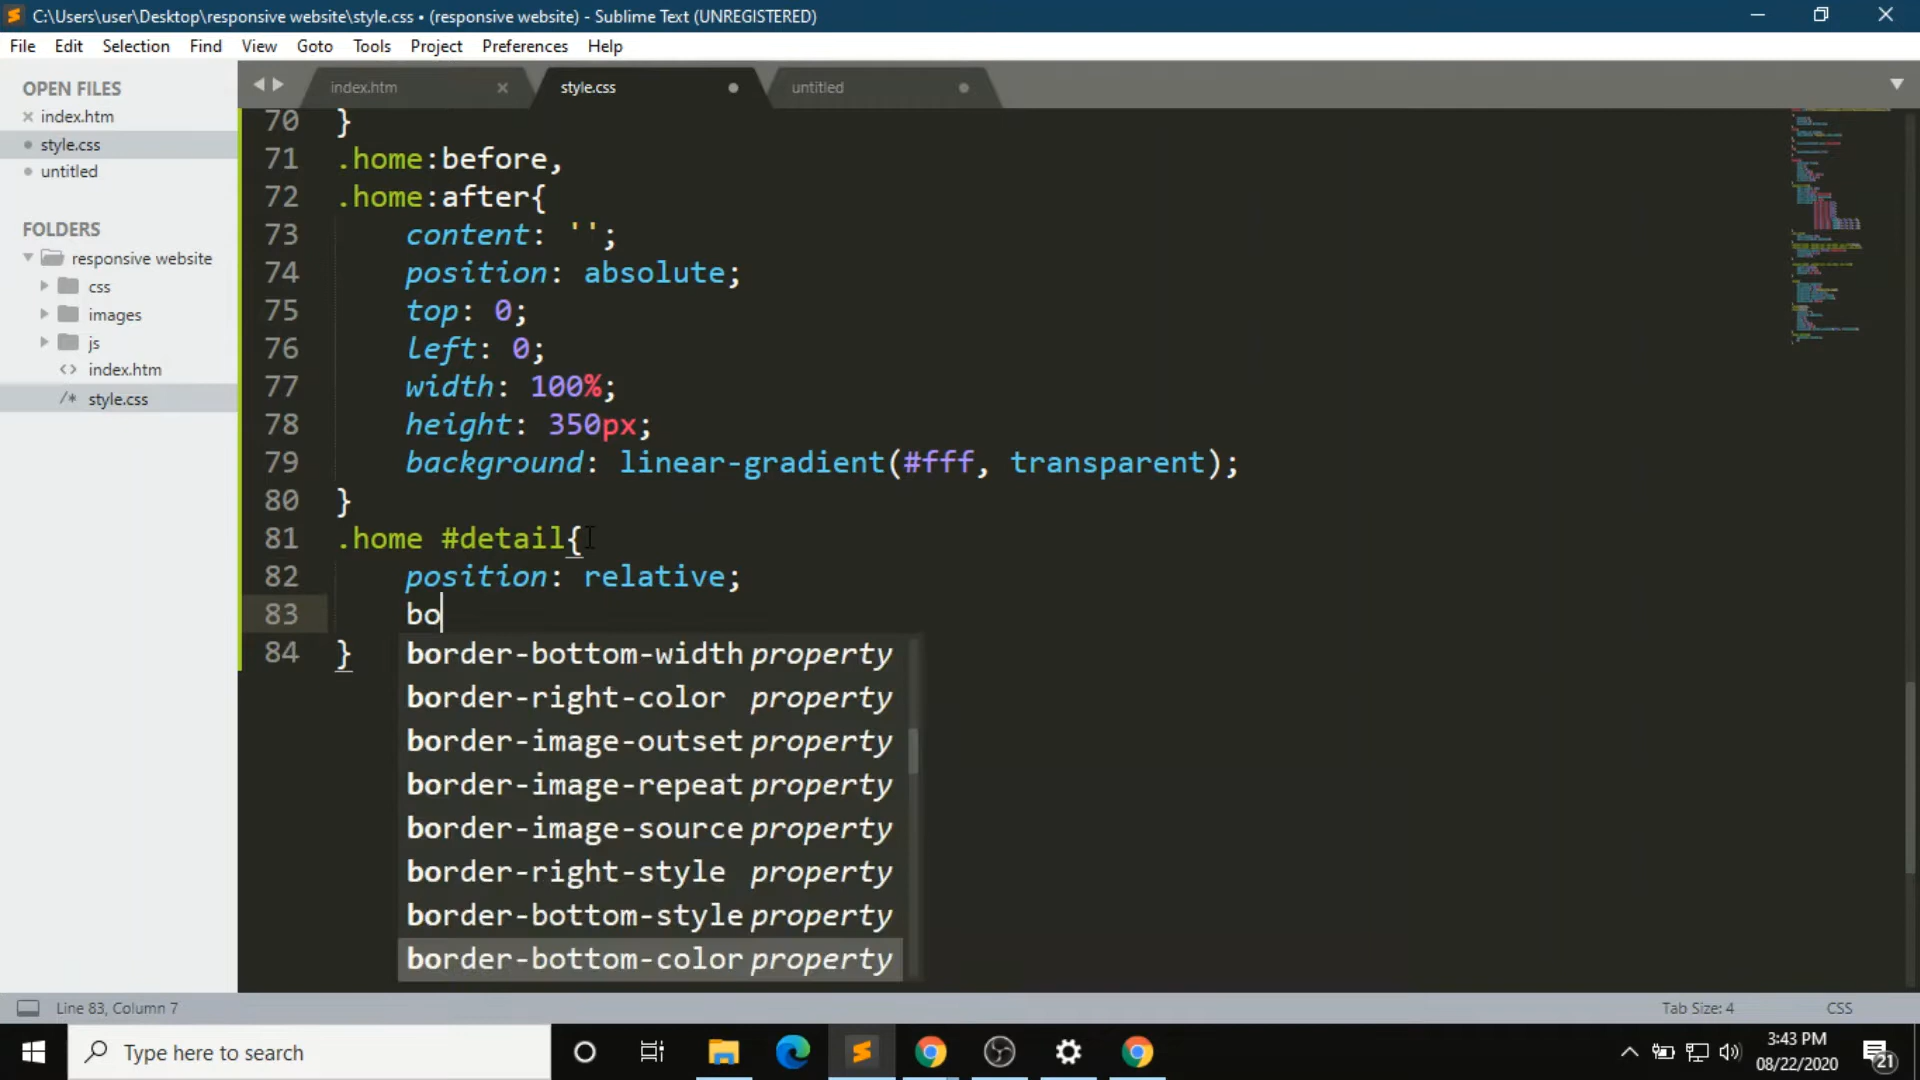 C:\Users\user\Desktop\responsive website\style.css • (responsive website) - Sublime Text (UNREGISTERED)
File Edit Selection Find View Goto Tools Project Preferences Help
OPEN FILES
index.htm
style.css
untitled
FOLDERS
responsive website
css
images
js
index.htm
style.css
index.htm
style.css
untitled
70 }
71 .home:before,
72 .home:after{
73 content: '';
74 position: absolute;
75 top: 0;
76 left: 0;
77 width: 100%;
78 height: 350px;
79 background: linear-gradient(#fff, transparent);
80 }
81 .home #detail{
82 position: relative;
83 bo
84 }
border-bottom-width property
border-right-color property
border-image-outset property
border-image-repeat property
border-image-source property
border-right-style property
border-bottom-style property
border-bottom-color property
Line 83, Column 7
Tab Size: 4
CSS
Type here to search
3:43 PM
08/22/2020
21